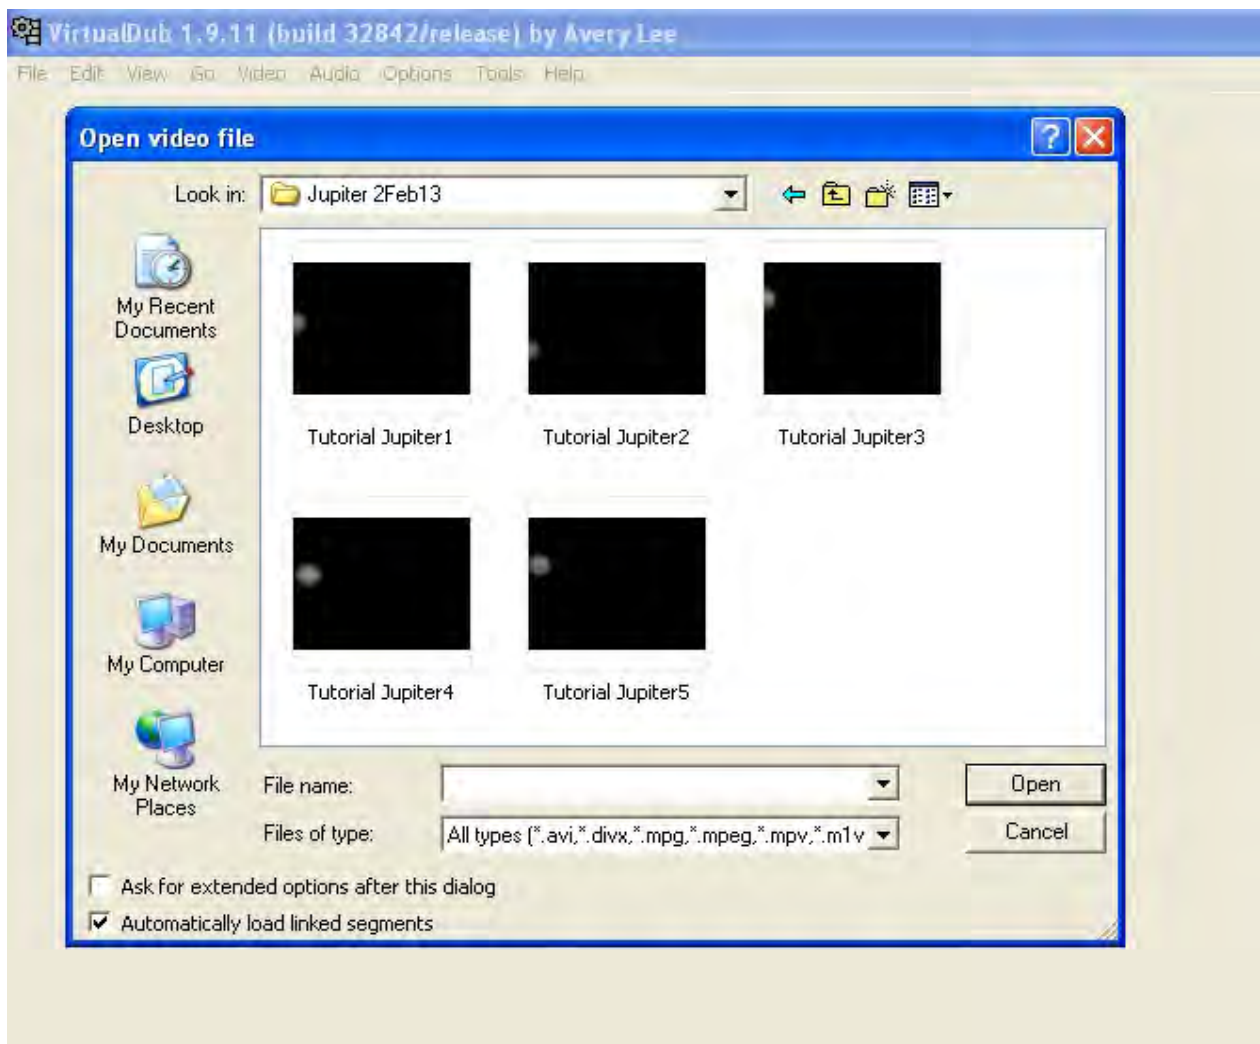 VirtualDub 1.9.11 (build 32842/release) by Avery Lee
File Edit View Go Video Audio Options Tools Help
Open video file
Look in: Jupiter 2Feb13
My Recent
Documents
Desktop
My Documents
My Computer
My Network
Places
Tutorial Jupiter1 Tutorial Jupiter2 Tutorial Jupiter3
Tutorial Jupiter4 Tutorial Jupiter5
File name: Open
Files of type: All types (*.avi,*.divx,*.mpg,*.mpeg,*.mpv,*.m1v Cancel
Ask for extended options after this dialog
Automatically load linked segments